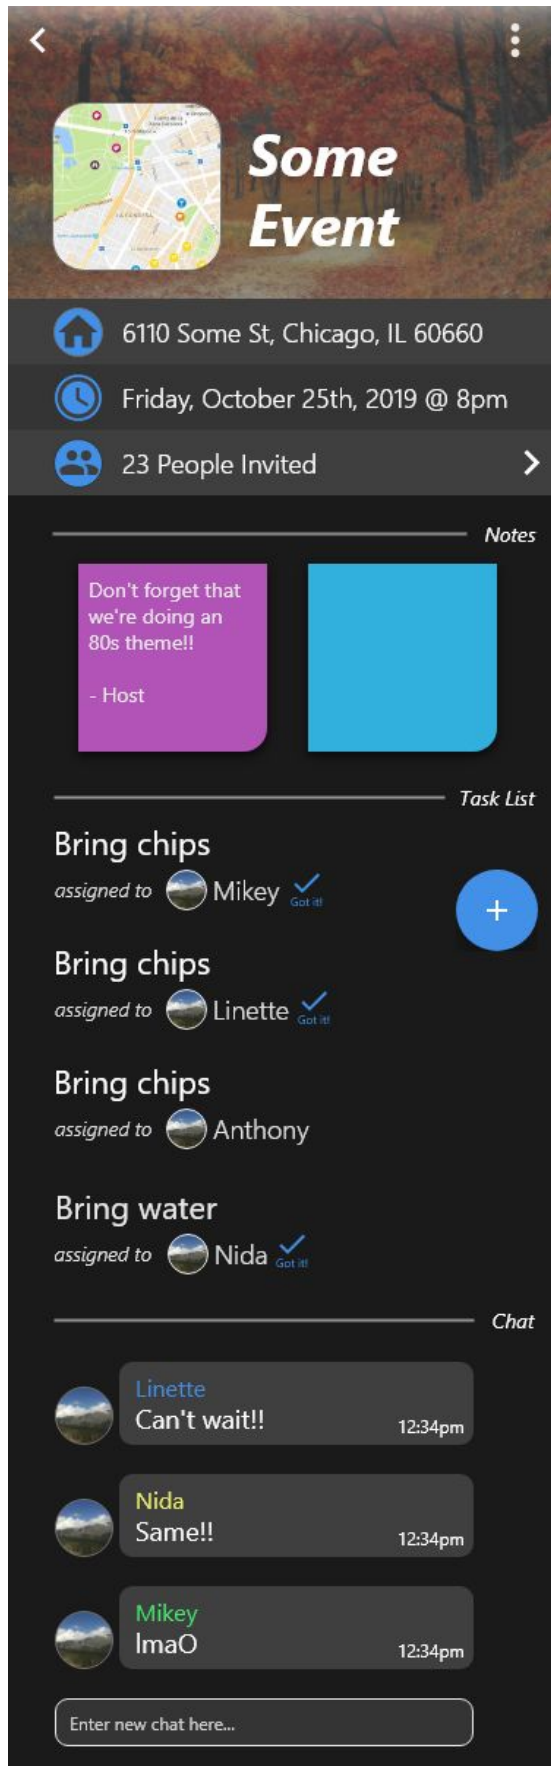 Some
Event
6110 Some St, Chicago, IL 60660
Friday, October 25th, 2019 @ 8pm
23 People Invited
Notes
Don't forget that
we're doing an
80s theme!!
- Host
Task List
Bring chips
assigned to Mikey Got it!
Bring chips
assigned to Linette Got it!
Bring chips
assigned to Anthony
Bring water
assigned to Nida Got it!
Chat
Linette
Can't wait!! 12:34pm
Nida
Same!! 12:34pm
Mikey
lmaO 12:34pm
Enter new chat here...